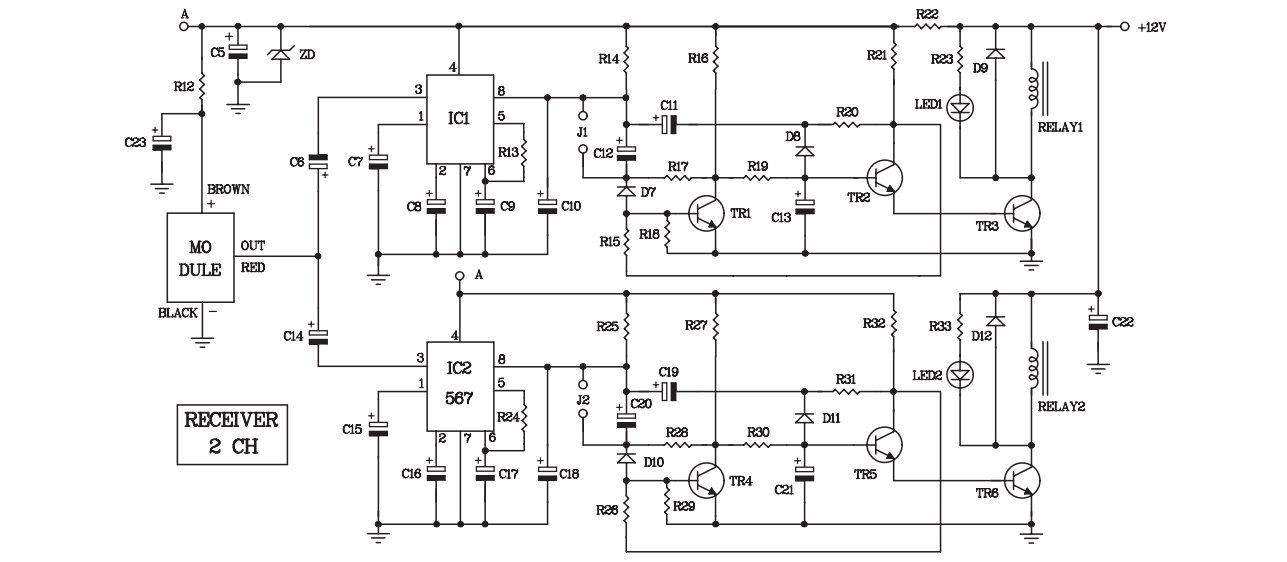 A
R22
+12V
+
C5
ZD
R12
R14
R16
R21
R23
D9
4
3
8
1
5
IC1
C11
+
R20
LED1
RELAY1
+
C23
J1
D8
C6
+
+
C7
R13
+
C12
2
7
6
R17
R19
TR2
BROWN
+
D7
+
C8
+
C9
+
C10
TR1
+
C13
TR3
R15
R18
MO
DULE
OUT
RED
A
BLACK
−
+
C14
4
R25
R27
R32
R33
D12
+
C22
3
8
1
5
IC2
567
C19
+
R31
LED2
RELAY2
J2
RECEIVER
2 CH
+
C15
R24
+
C20
D11
2
7
6
R28
R30
TR5
D10
+
C16
+
C17
+
C18
TR4
+
C21
TR6
R26
R29